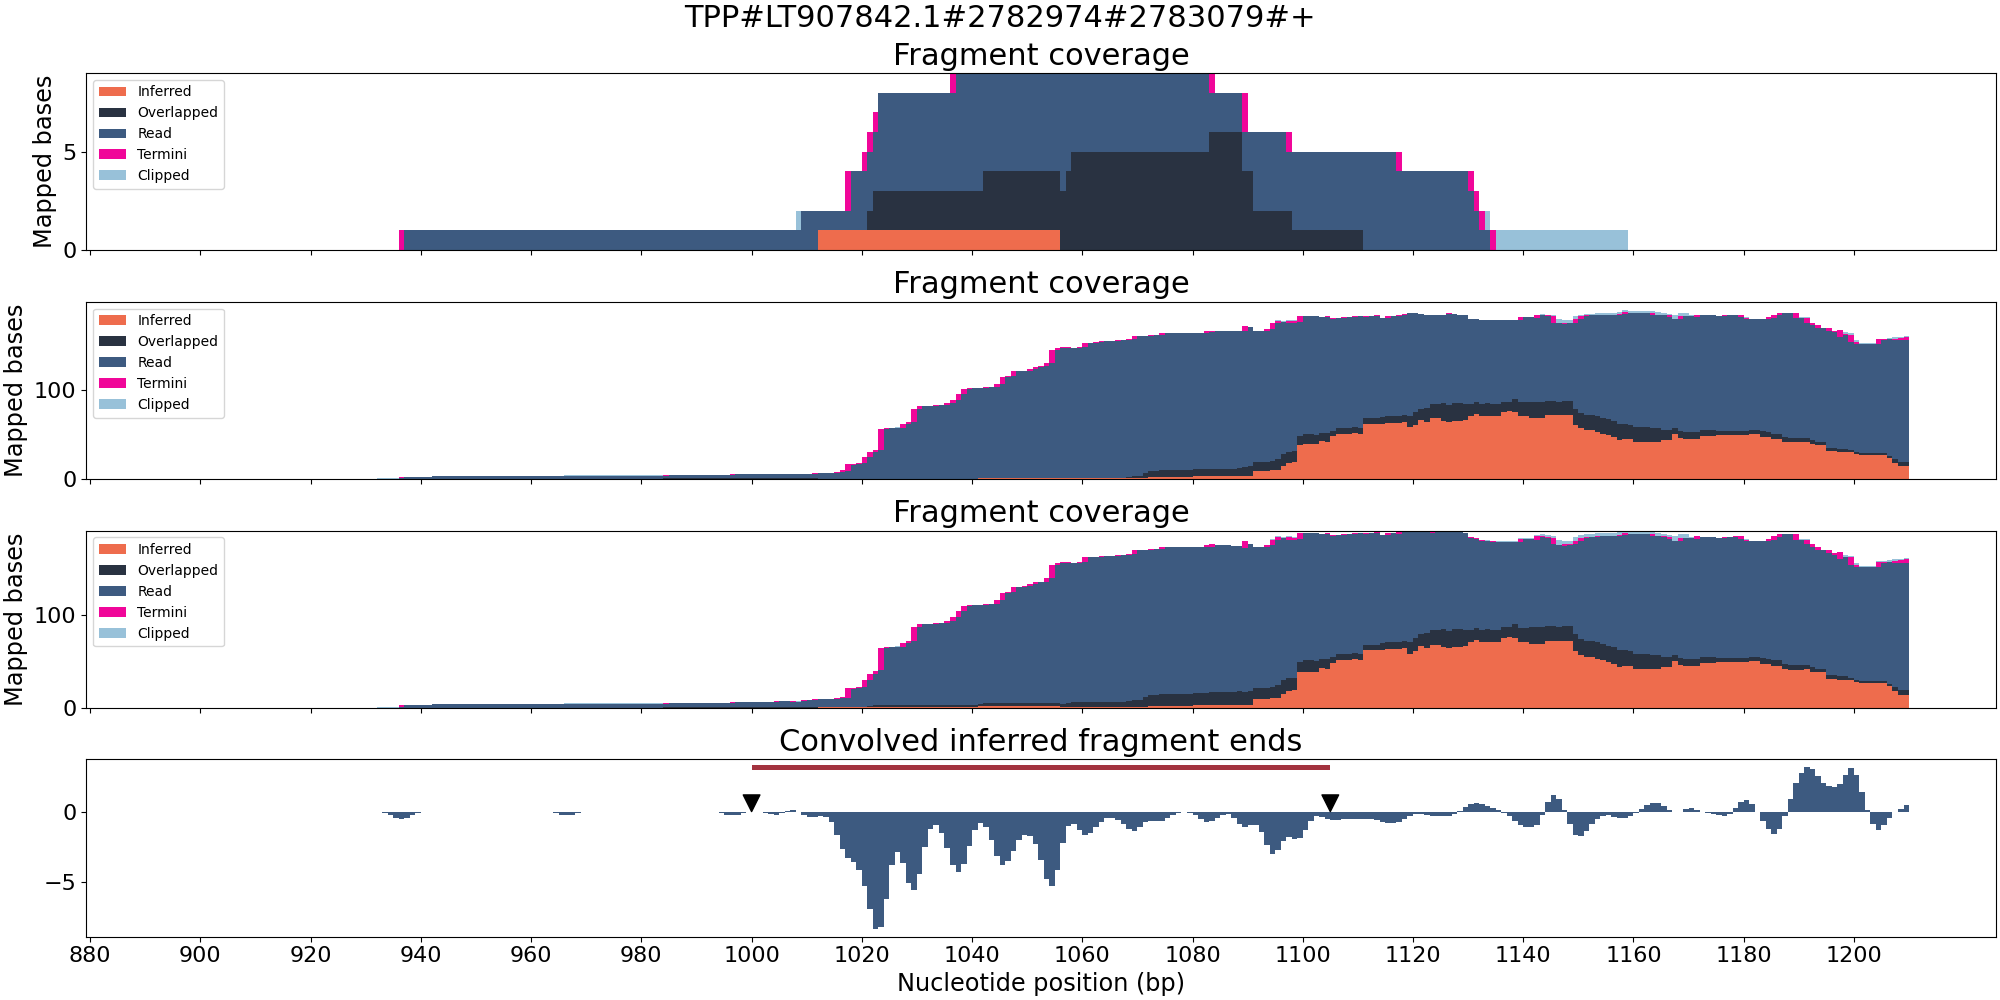 TPP#LT907842.1#2782974#2783079#+
Fragment coverage
Mapped bases
5
0
Inferred
Overlapped
Read
Termini
Clipped
Fragment coverage
Mapped bases
100
0
Inferred
Overlapped
Read
Termini
Clipped
Fragment coverage
Mapped bases
100
0
Inferred
Overlapped
Read
Termini
Clipped
Convolved inferred fragment ends
0
−5
880 900 920 940 960 980 1000 1020 1040 1060 1080 1100 1120 1140 1160 1180 1200
Nucleotide position (bp)